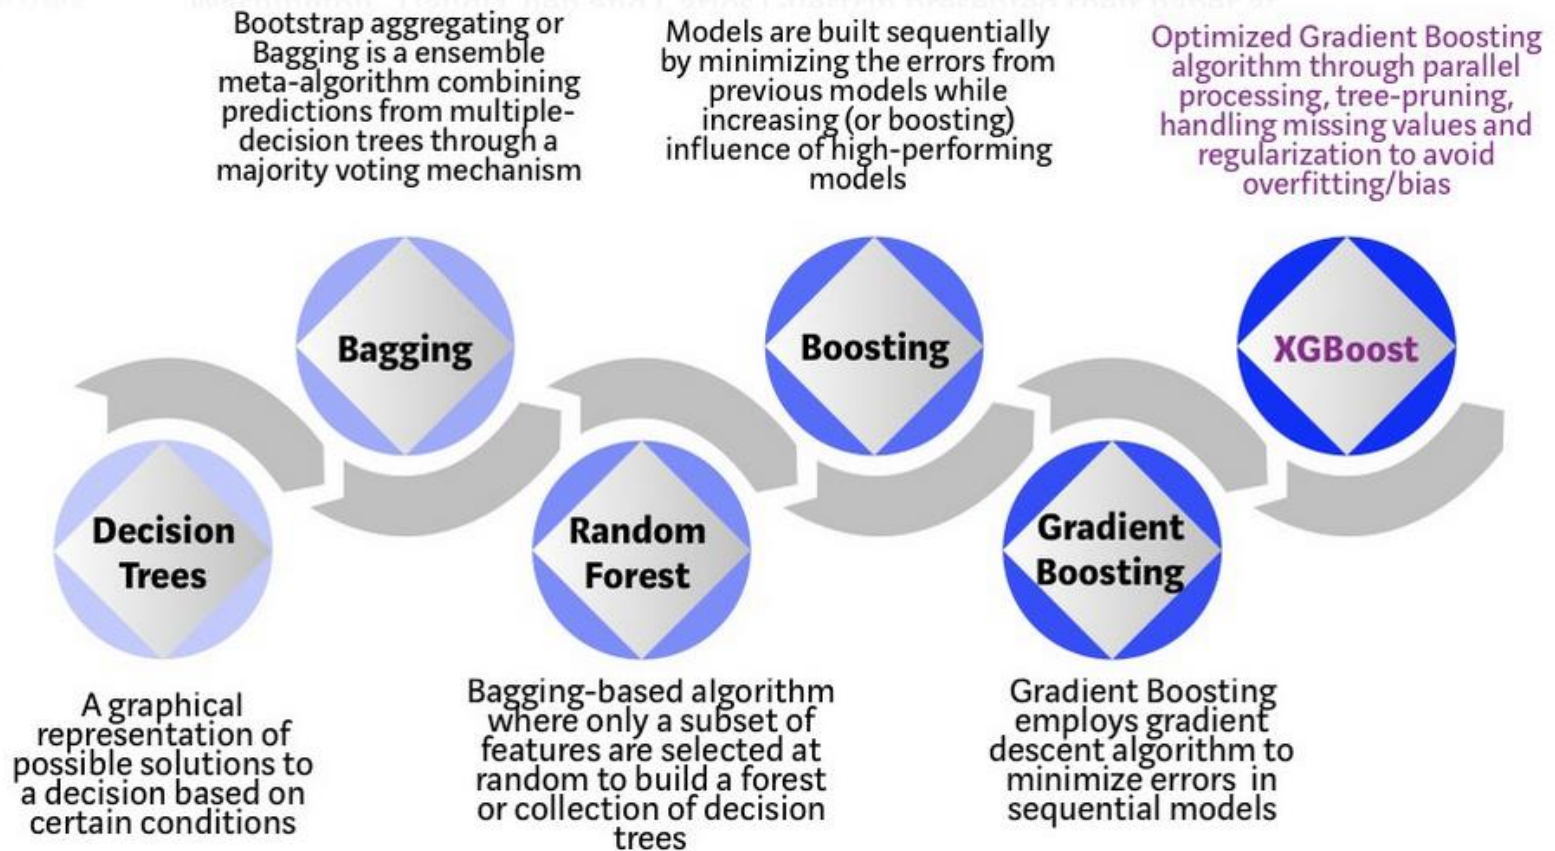 Bootstrap aggregating or
Bagging is a ensemble
meta-algorithm combining
predictions from multiple-
decision trees through a
majority voting mechanism
Models are built sequentially
by minimizing the errors from
previous models while
increasing (or boosting)
influence of high-performing
models
Optimized Gradient Boosting
algorithm through parallel
processing, tree-pruning,
handling missing values and
regularization to avoid
overfitting/bias
Bagging
Boosting
XGBoost
Decision
Trees
Random
Forest
Gradient
Boosting
A graphical
representation of
possible solutions to
a decision based on
certain conditions
Bagging-based algorithm
where only a subset of
features are selected at
random to build a forest
or collection of decision
trees
Gradient Boosting
employs gradient
descent algorithm to
minimize errors in
sequential models